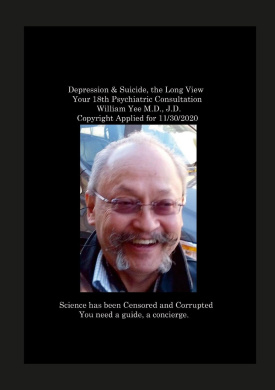 Depression & Suicide, the Long View
Your 18th Psychiatric Consultation
William Yee M.D., J.D.
Copyright Applied for 11/30/2020
Science has been Censored and Corrupted
You need a guide, a concierge.